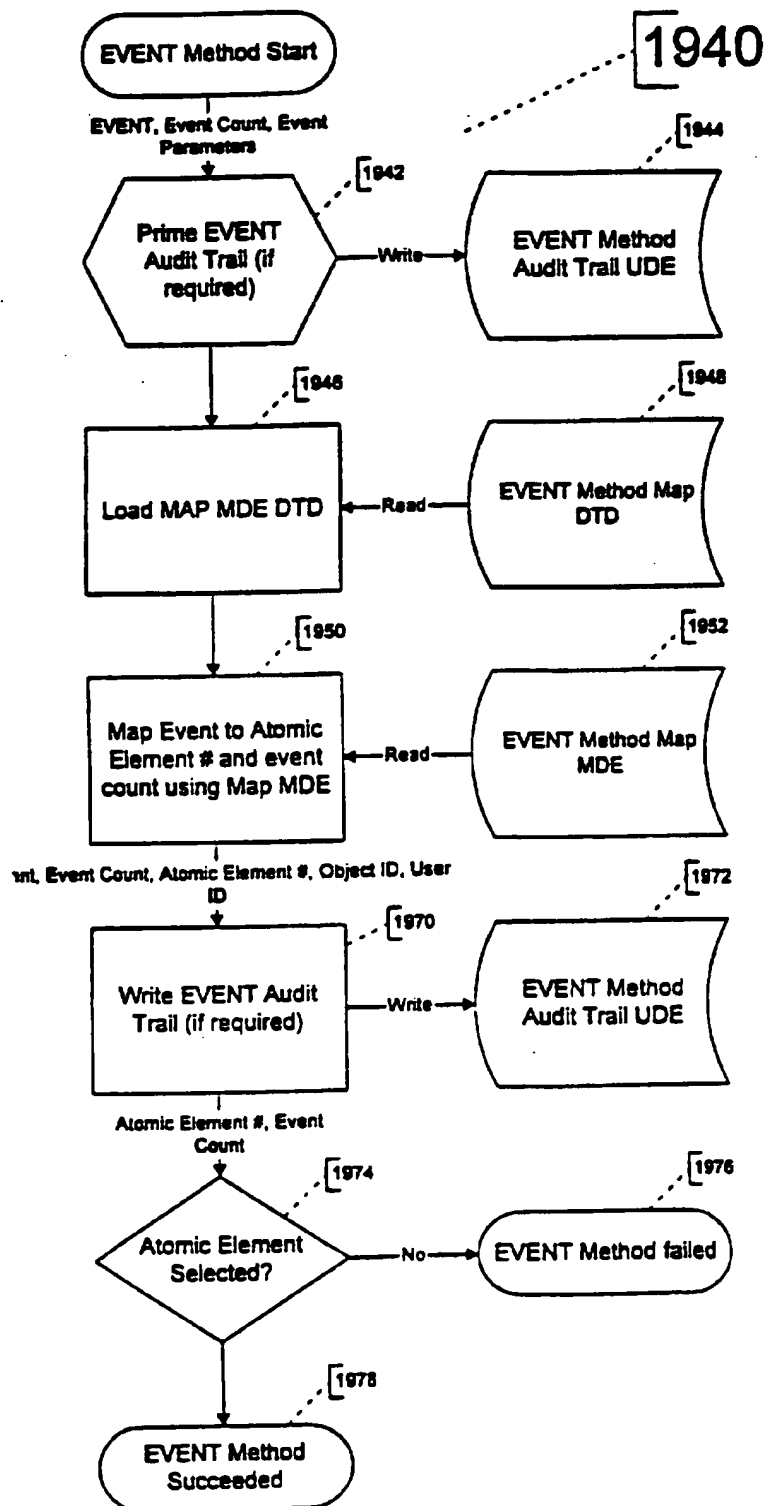 EVENT Method Start
1940
EVENT, Event Count, Event
Parameters
1942
1944
Prime EVENT
Audit Trail (if
required)
Write
EVENT Method
Audit Trail UDE
1946
1948
Load MAP MDE DTD
Read
EVENT Method Map
DTD
1950
1952
Map Event to Atomic
Element # and event
count using Map MDE
Read
EVENT Method Map
MDE
Event Count, Atomic Element #, Object ID, User
ID
1970
1972
Write EVENT Audit
Trail (if required)
Write
EVENT Method
Audit Trail UDE
Atomic Element #, Event
Count
1974
1976
Atomic Element
Selected?
No
EVENT Method failed
1978
EVENT Method
Succeeded